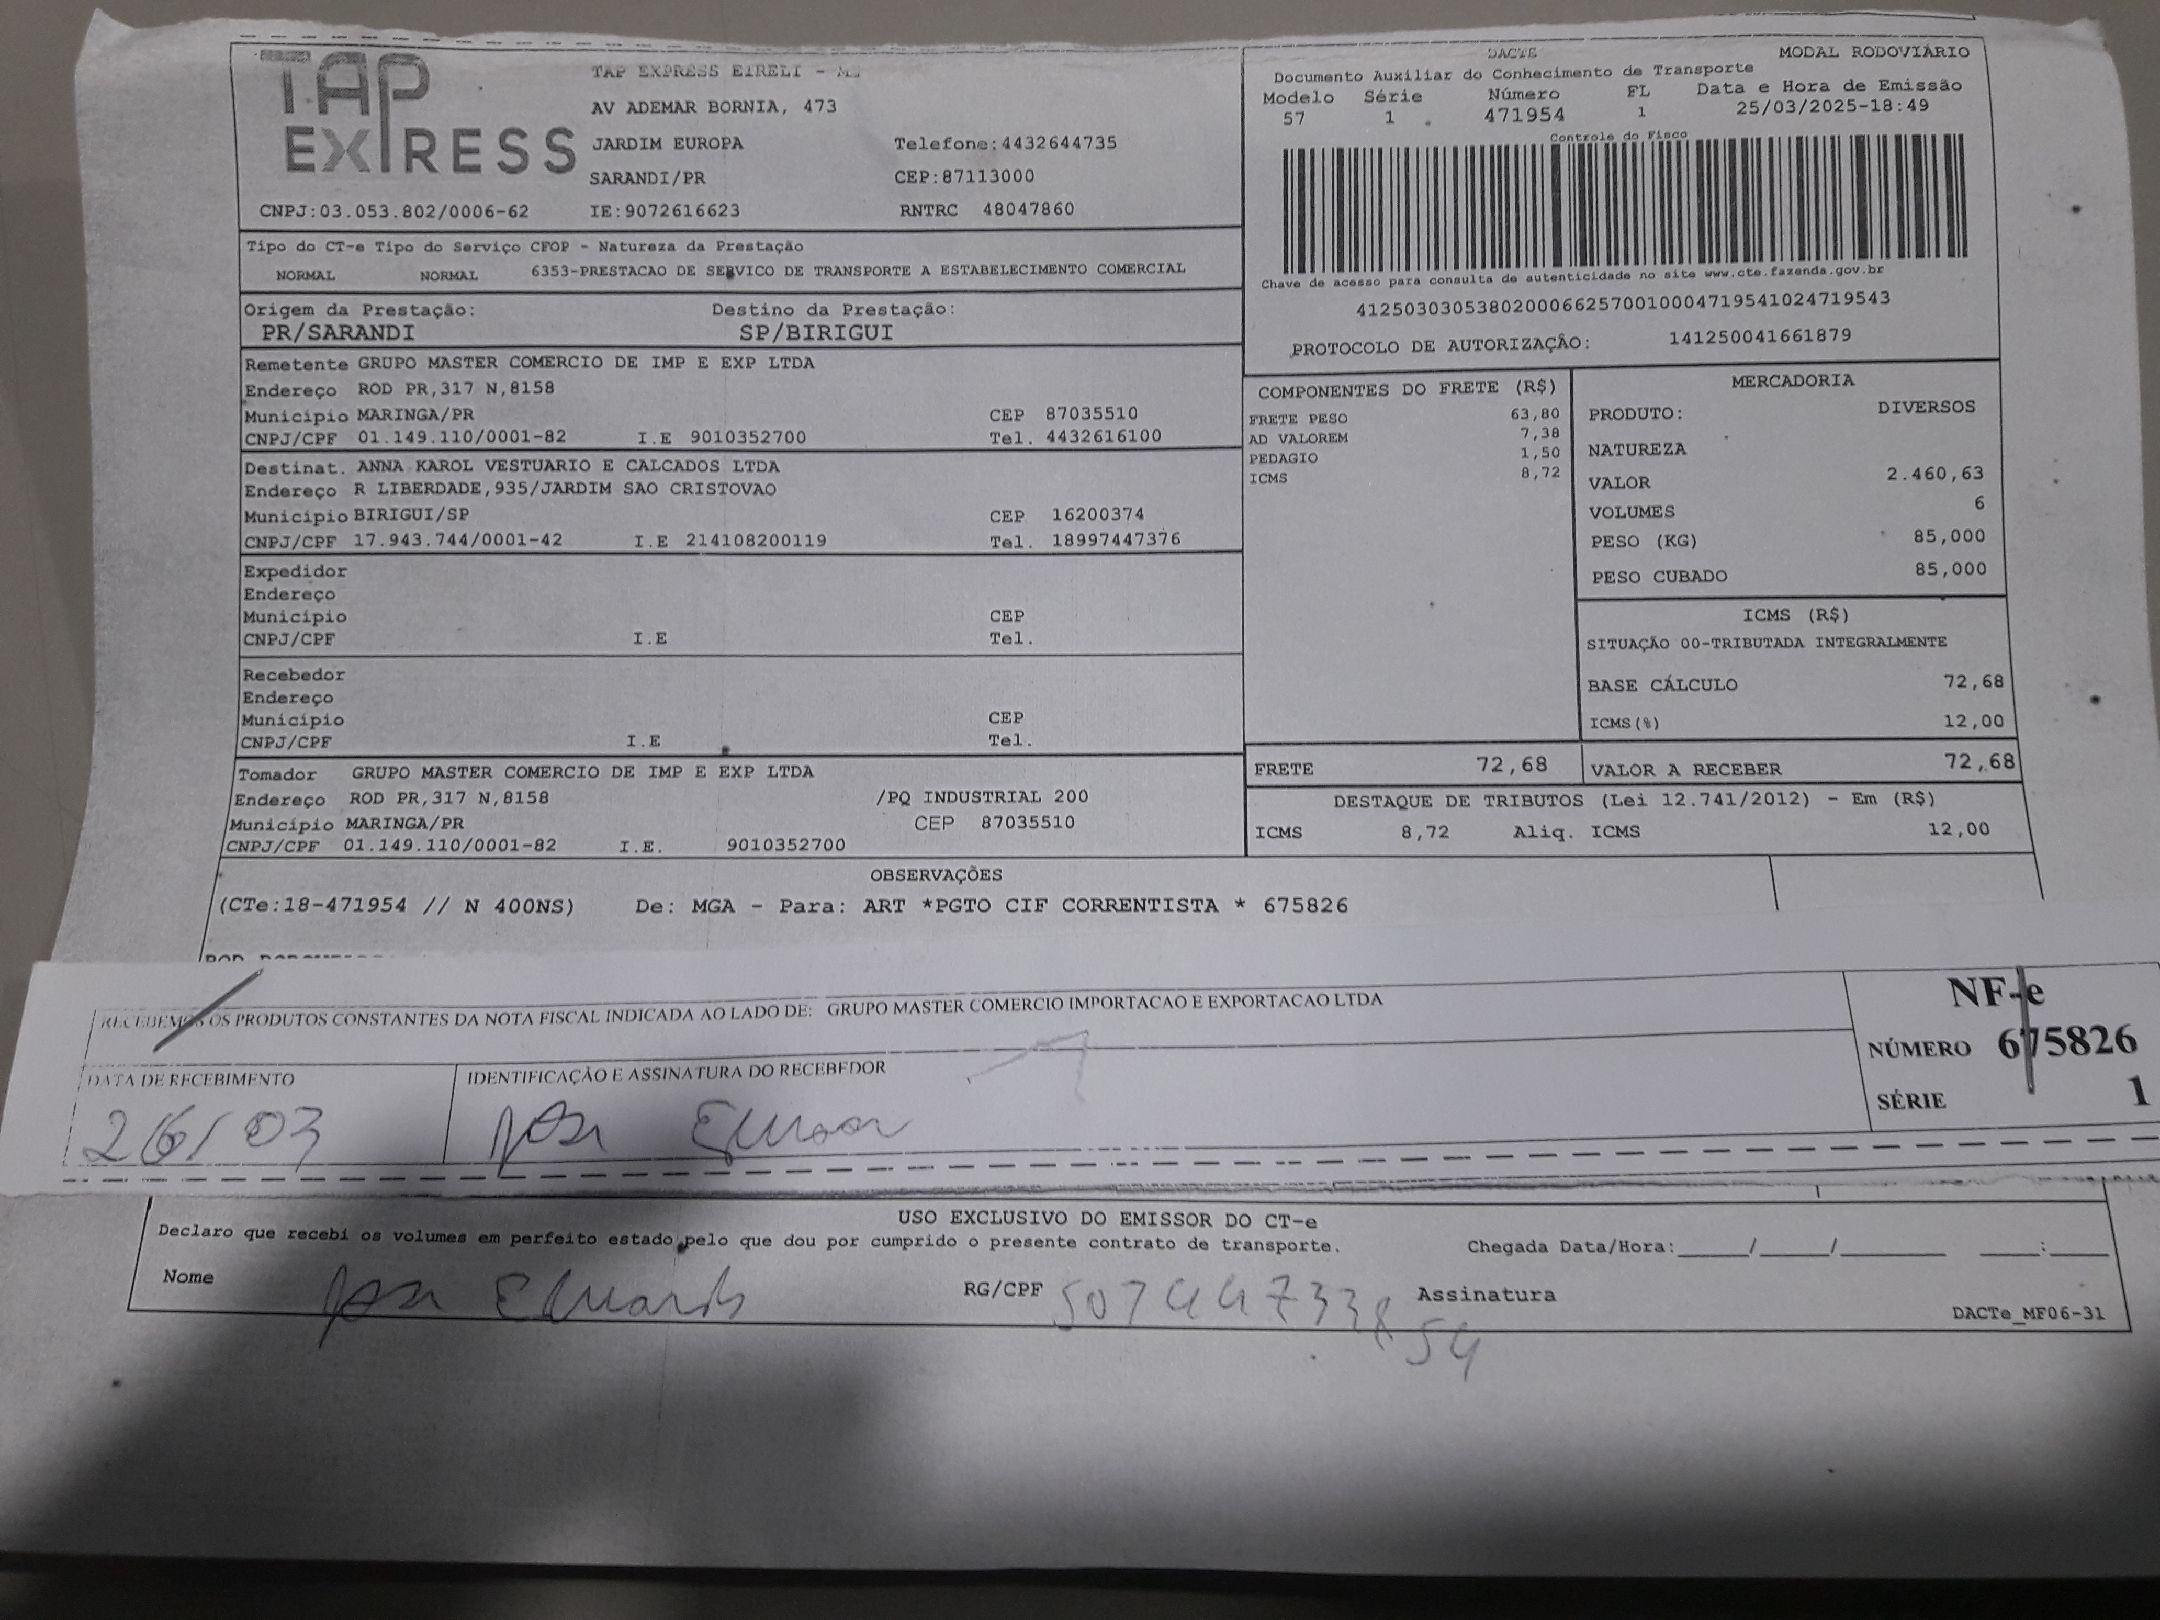 TAP EXPRESS
TAP EXPRESS EIRELI - ME
AV ADEMAR BORNIA, 473
JARDIM EUROPA Telefone:4432644735
SARANDI/PR CEP:87113000
CNPJ:03.053.802/0006-62 IE:9072616623 RNTRC 48047860
DACTE MODAL RODOVIÁRIO
Documento Auxiliar do Conhecimento de Transporte
Modelo Série Número FL Data e Hora de Emissão
57 1 471954 1 25/03/2025-18:49
Controle do Fisco
Chave de acesso para consulta de autenticidade no site www.cte.fazenda.gov.br
41250303053802000662570010004719541024719543
PROTOCOLO DE AUTORIZAÇÃO: 141250041661879
Tipo do CT-e Tipo do Serviço CFOP - Natureza da Prestação
NORMAL NORMAL 6353-PRESTACAO DE SERVICO DE TRANSPORTE A ESTABELECIMENTO COMERCIAL
Origem da Prestação: Destino da Prestação:
PR/SARANDI SP/BIRIGUI
Remetente GRUPO MASTER COMERCIO DE IMP E EXP LTDA
Endereço ROD PR,317 N,8158
Município MARINGA/PR CEP 87035510
CNPJ/CPF 01.149.110/0001-82 I.E 9010352700 Tel. 4432616100
Destinat. ANNA KAROL VESTUARIO E CALCADOS LTDA
Endereço R LIBERDADE,935/JARDIM SAO CRISTOVAO
Município BIRIGUI/SP CEP 16200374
CNPJ/CPF 17.943.744/0001-42 I.E 214108200119 Tel. 18997447376
Expedidor
Endereço
Município CEP
CNPJ/CPF I.E Tel.
Recebedor
Endereço
Município CEP
CNPJ/CPF I.E Tel.
Tomador GRUPO MASTER COMERCIO DE IMP E EXP LTDA
Endereço ROD PR,317 N,8158 /PQ INDUSTRIAL 200
Município MARINGA/PR CEP 87035510
CNPJ/CPF 01.149.110/0001-82 I.E. 9010352700
COMPONENTES DO FRETE (R$)
FRETE PESO 63,80
AD VALOREM 7,38
PEDAGIO 1,50
ICMS 8,72
MERCADORIA
PRODUTO: DIVERSOS
NATUREZA
VALOR 2.460,63
VOLUMES 6
PESO (KG) 85,000
PESO CUBADO 85,000
ICMS (R$)
SITUAÇÃO 00-TRIBUTADA INTEGRALMENTE
BASE CÁLCULO 72,68
ICMS(%) 12,00
FRETE 72,68 VALOR A RECEBER 72,68
DESTAQUE DE TRIBUTOS (Lei 12.741/2012) - Em (R$)
ICMS 8,72 Aliq. ICMS 12,00
OBSERVAÇÕES
(CTe:18-471954 // N 400NS) De: MGA - Para: ART *PGTO CIF CORRENTISTA * 675826
RECEBEMOS OS PRODUTOS CONSTANTES DA NOTA FISCAL INDICADA AO LADO DE: GRUPO MASTER COMERCIO IMPORTACAO E EXPORTACAO LTDA
DATA DE RECEBIMENTO IDENTIFICAÇÃO E ASSINATURA DO RECEBEDOR
26/03
NF-e
NÚMERO 675826
SÉRIE 1
USO EXCLUSIVO DO EMISSOR DO CT-e
Declaro que recebi os volumes em perfeito estado pelo que dou por cumprido o presente contrato de transporte. Chegada Data/Hora:_____/_____/________ ____:____
Nome Eduardo RG/CPF 507447338 Assinatura
54
DACTe_MF06-31